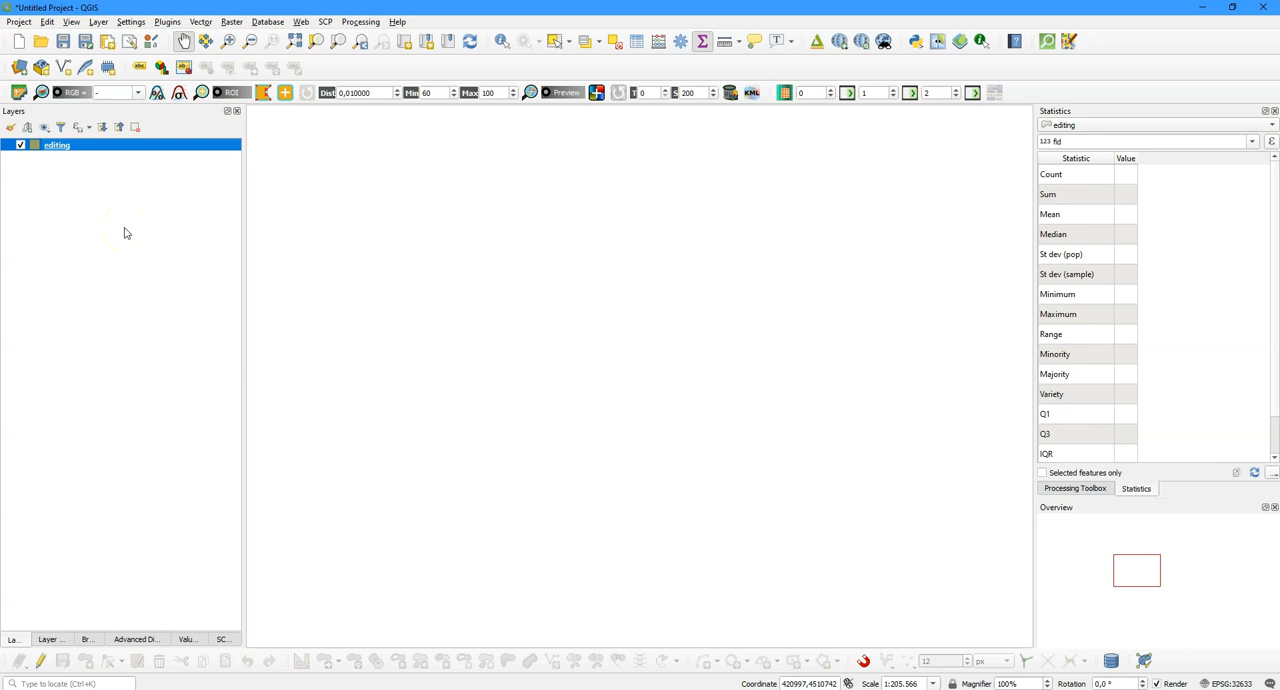 *Untitled Project - QGIS
Project Edit View Layer Settings Plugins Vector Raster Database Web SCP Processing Help
RGB = - ROI Dist 0,010000 Min 60 Max 100 Preview T 0 S 200 KML 0 1 2
Layers
editing
Statistics
editing
123 fid
Statistic Value
Count
Sum
Mean
Median
St dev (pop)
St dev (sample)
Minimum
Maximum
Range
Minority
Majority
Variety
Q1
Q3
IQR
Selected features only
Processing Toolbox Statistics
Overview
La... Layer ... Br... Advanced Di... Valu... SC...
12 px
Type to locate (Ctrl+K) Coordinate 420997,4510742 Scale 1:205.566 Magnifier 100% Rotation 0,0 ° Render EPSG:32633